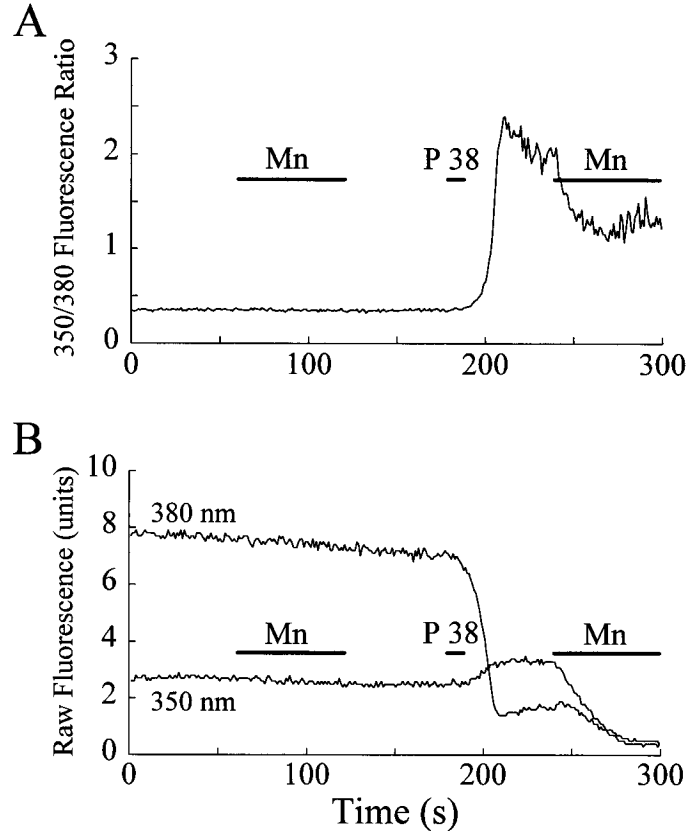 A
350/380 Fluorescence Ratio
3
2
1
0
Mn
P 38
Mn
0
100
200
300
B
Raw Fluorescence (units)
10
8
6
4
2
0
380 nm
Mn
P 38
Mn
350 nm
0
100
200
300
Time (s)